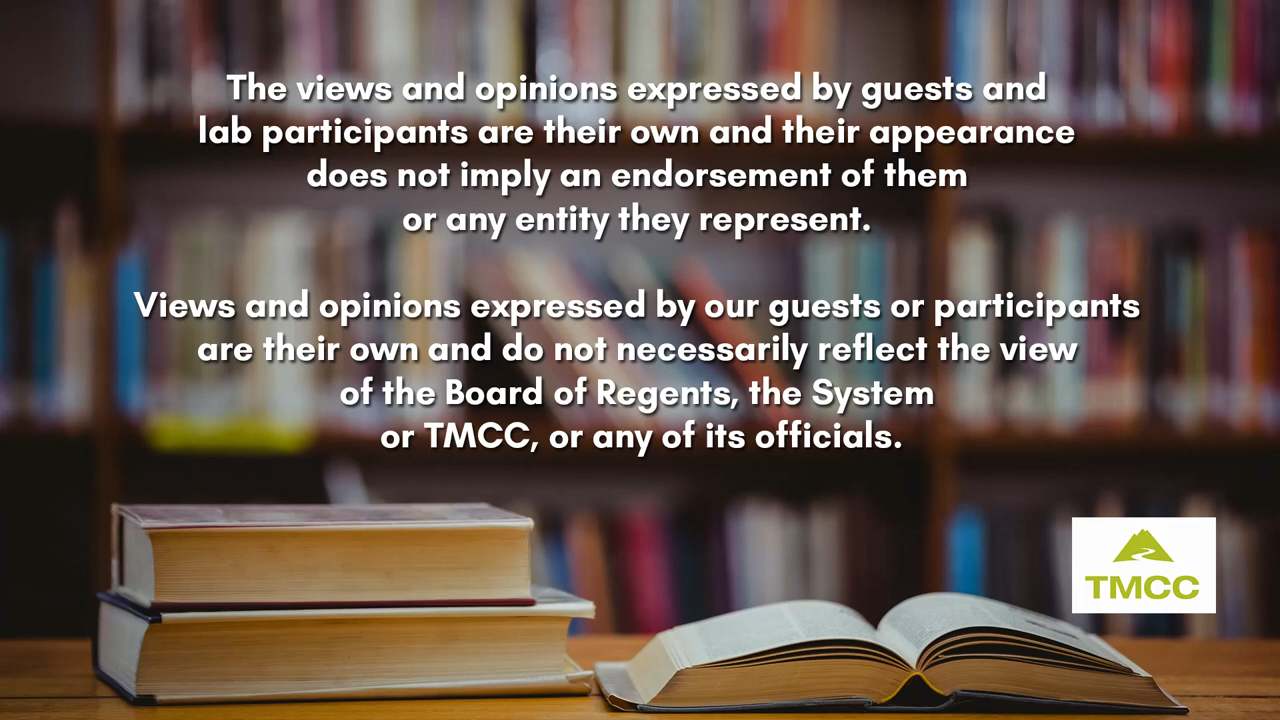 The views and opinions expressed by guests and
lab participants are their own and their appearance
does not imply an endorsement of them
or any entity they represent.
Views and opinions expressed by our guests or participants
are their own and do not necessarily reflect the view
of the Board of Regents, the System
or TMCC, or any of its officials.
TMCC